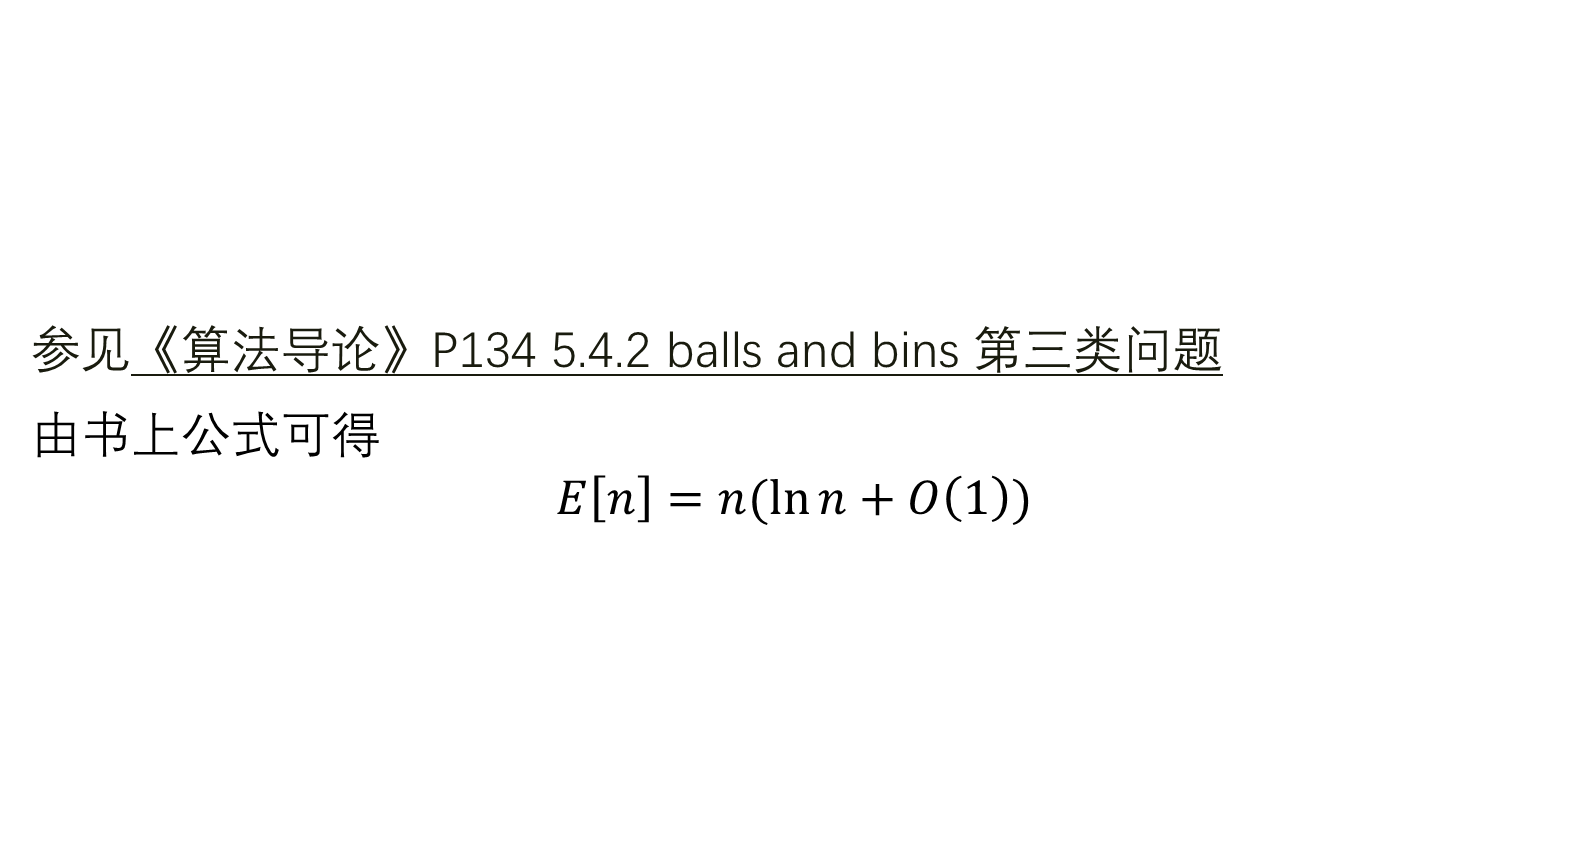 参见《算法导论》P134 5.4.2 balls and bins 第三类问题
由书上公式可得
E[n] = n(ln n + O(1))